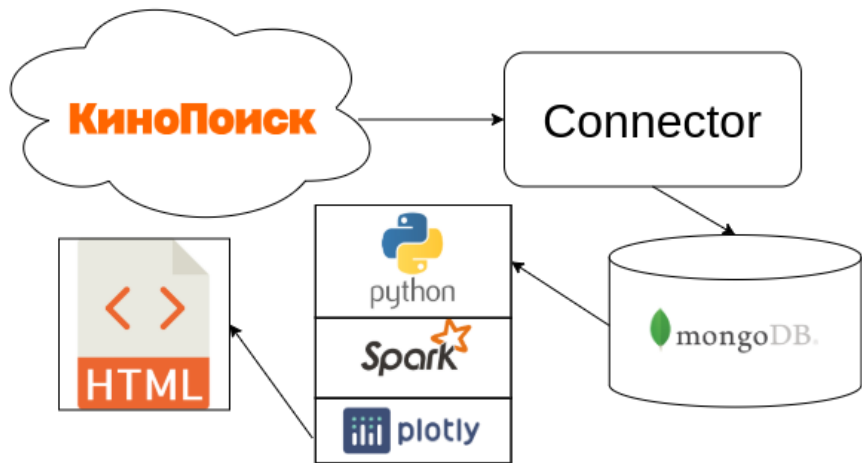 КиноПоиск
Connector
python
Spark
mongoDB.
plotly
HTML